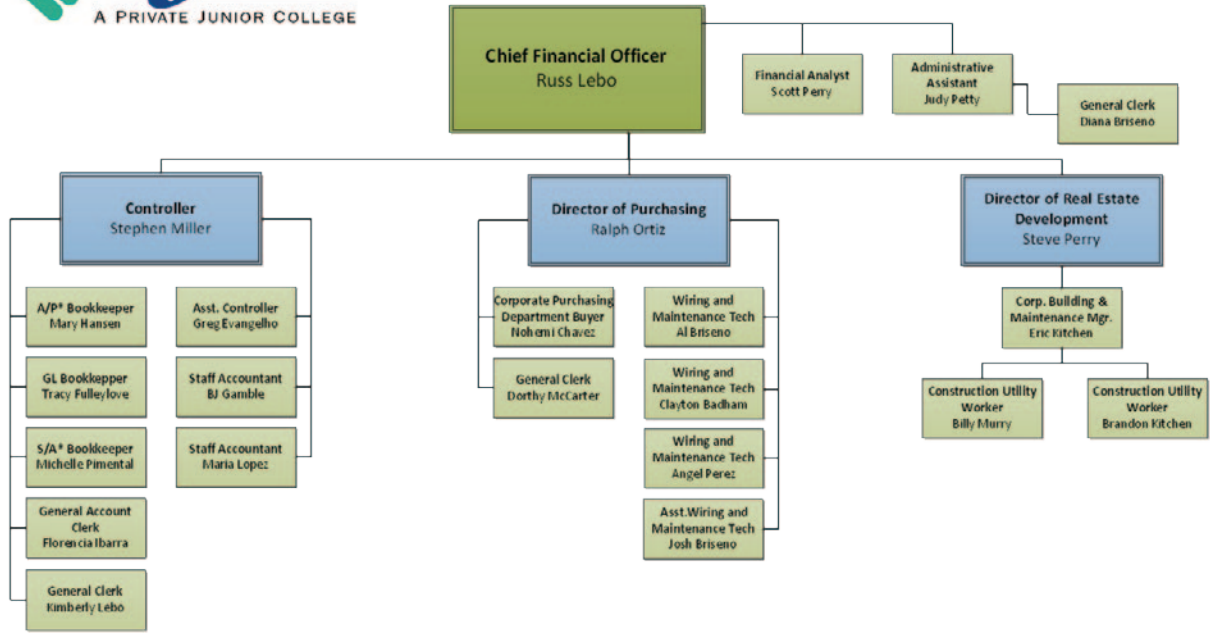 A PRIVATE JUNIOR COLLEGE
Chief Financial Officer
Russ Lebo
Financial Analyst
Scott Perry
Administrative
Assistant
Judy Petty
General Clerk
Diana Briseno
Controller
Stephen Miller
Director of Purchasing
Ralph Ortiz
Director of Real Estate
Development
Steve Perry
A/P* Bookkeeper
Mary Hansen
GL Bookkepper
Tracy Fulleylove
S/A* Bookkeeper
Michelle Pimental
General Account
Clerk
Florencia Ibarra
General Clerk
Kimberly Lebo
Asst. Controller
Greg Evangelho
Staff Accountant
BJ Gamble
Staff Accountant
Maria Lopez
Corporate Purchasing
Department Buyer
Nohemi Chavez
General Clerk
Dorthy McCarter
Wiring and
Maintenance Tech
Al Briseno
Wiring and
Maintenance Tech
Clayton Badham
Wiring and
Maintenance Tech
Angel Perez
Asst.Wiring and
Maintenance Tech
Josh Briseno
Corp. Building &
Maintenance Mgr.
Eric Kitchen
Construction Utility
Worker
Billy Murry
Construction Utility
Worker
Brandon Kitchen